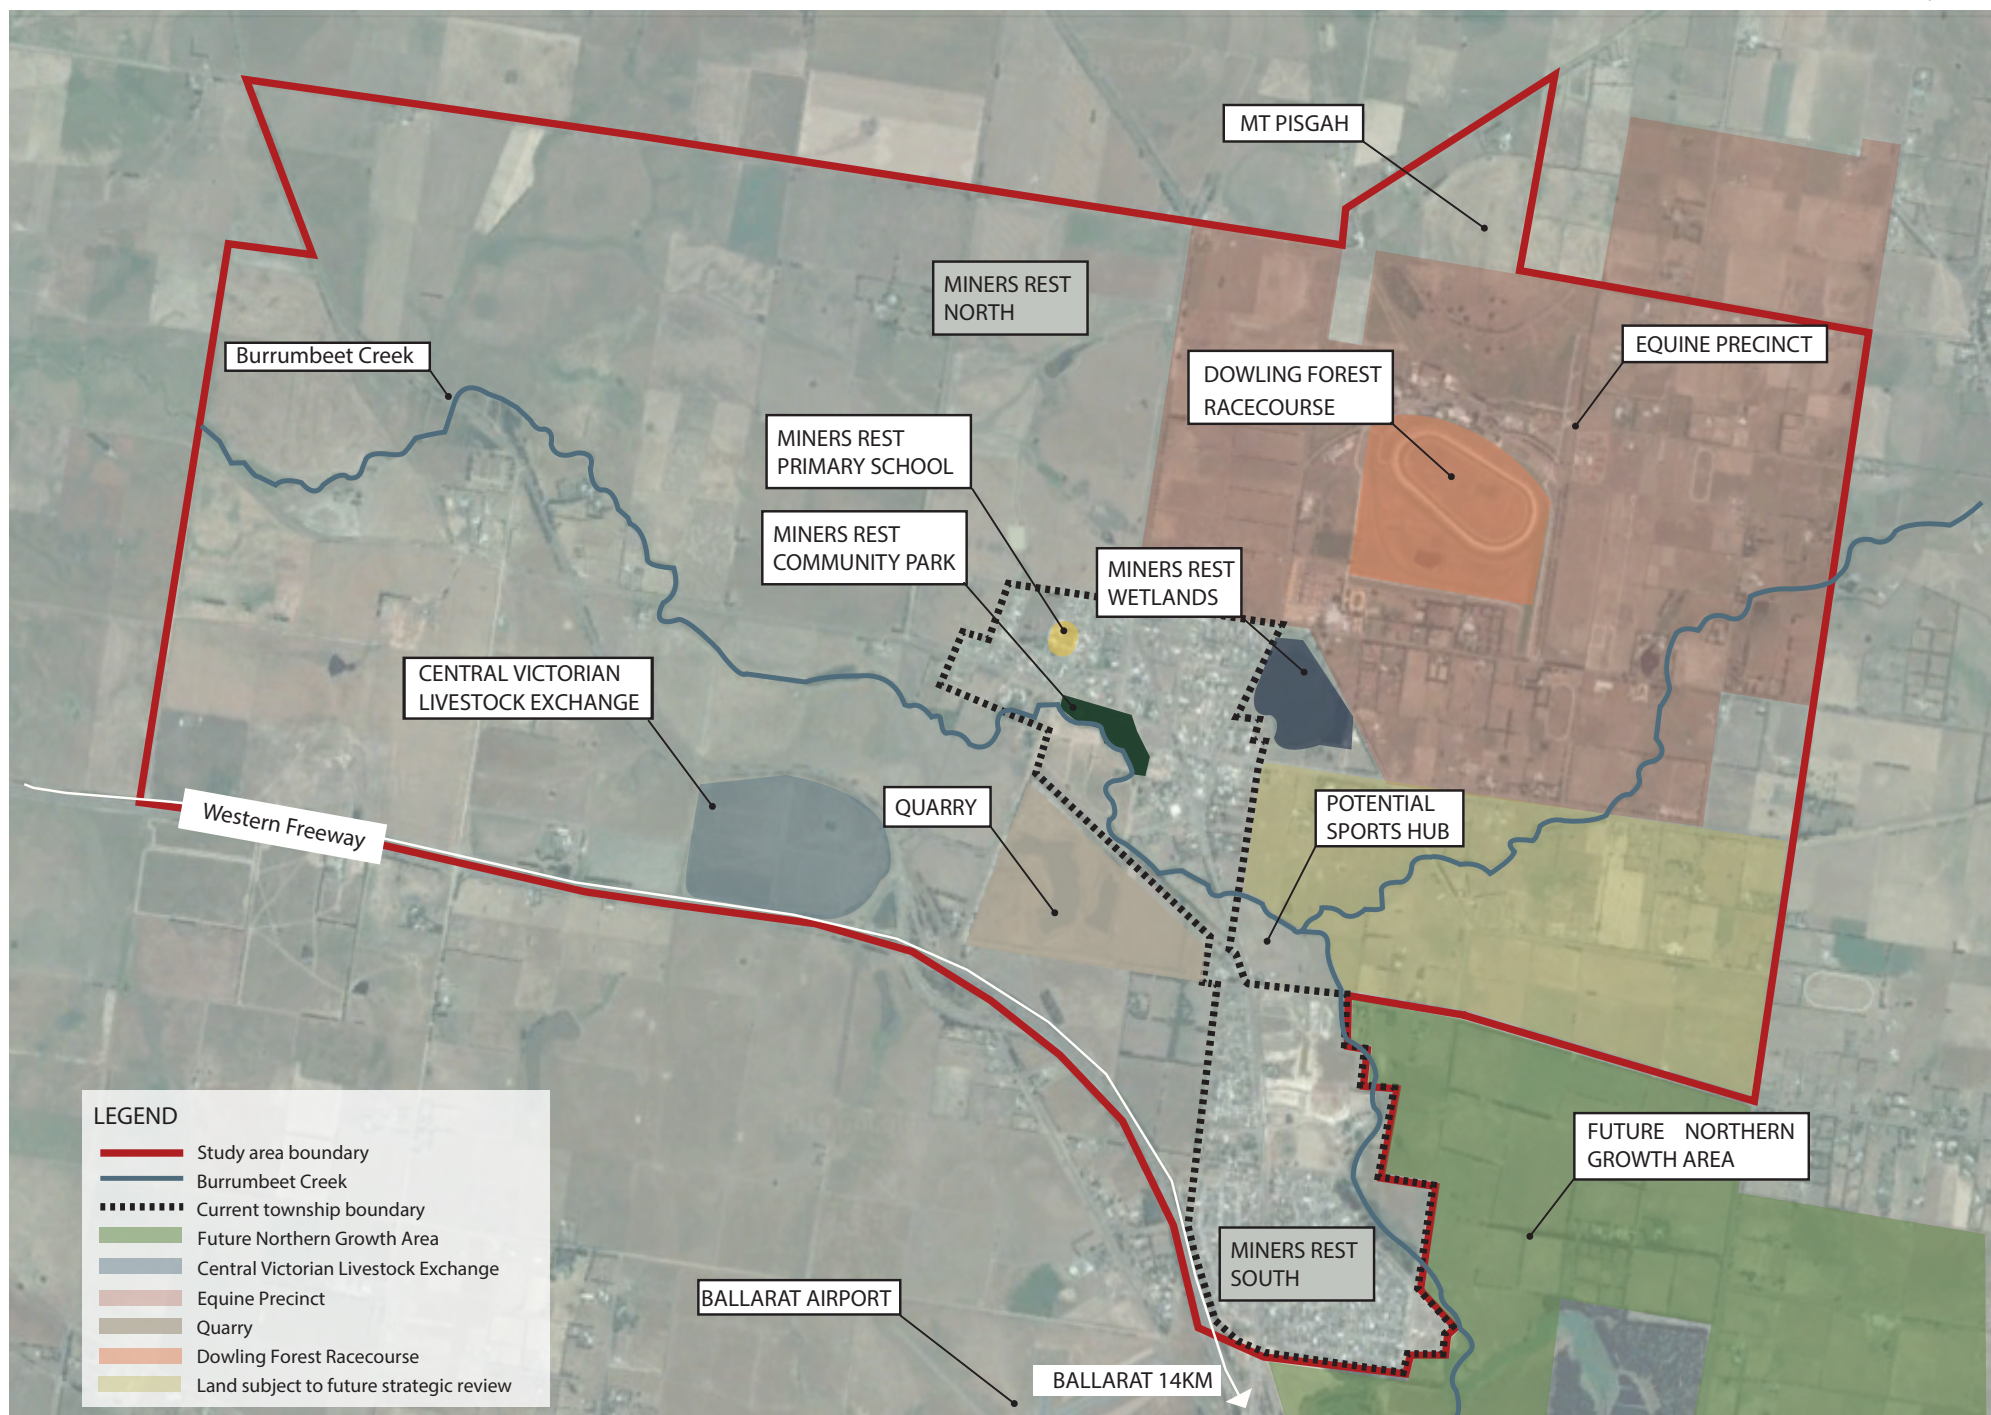 MT PISGAH
MINERS REST
NORTH
EQUINE PRECINCT
Burrumbeet Creek
DOWLING FOREST
RACECOURSE
MINERS REST
PRIMARY SCHOOL
MINERS REST
COMMUNITY PARK
MINERS REST
WETLANDS
CENTRAL VICTORIAN
LIVESTOCK EXCHANGE
Western Freeway
QUARRY
POTENTIAL
SPORTS HUB
FUTURE NORTHERN
GROWTH AREA
MINERS REST
SOUTH
BALLARAT AIRPORT
BALLARAT 14KM
LEGEND
Study area boundary
Burrumbeet Creek
Current township boundary
Future Northern Growth Area
Central Victorian Livestock Exchange
Equine Precinct
Quarry
Dowling Forest Racecourse
Land subject to future strategic review